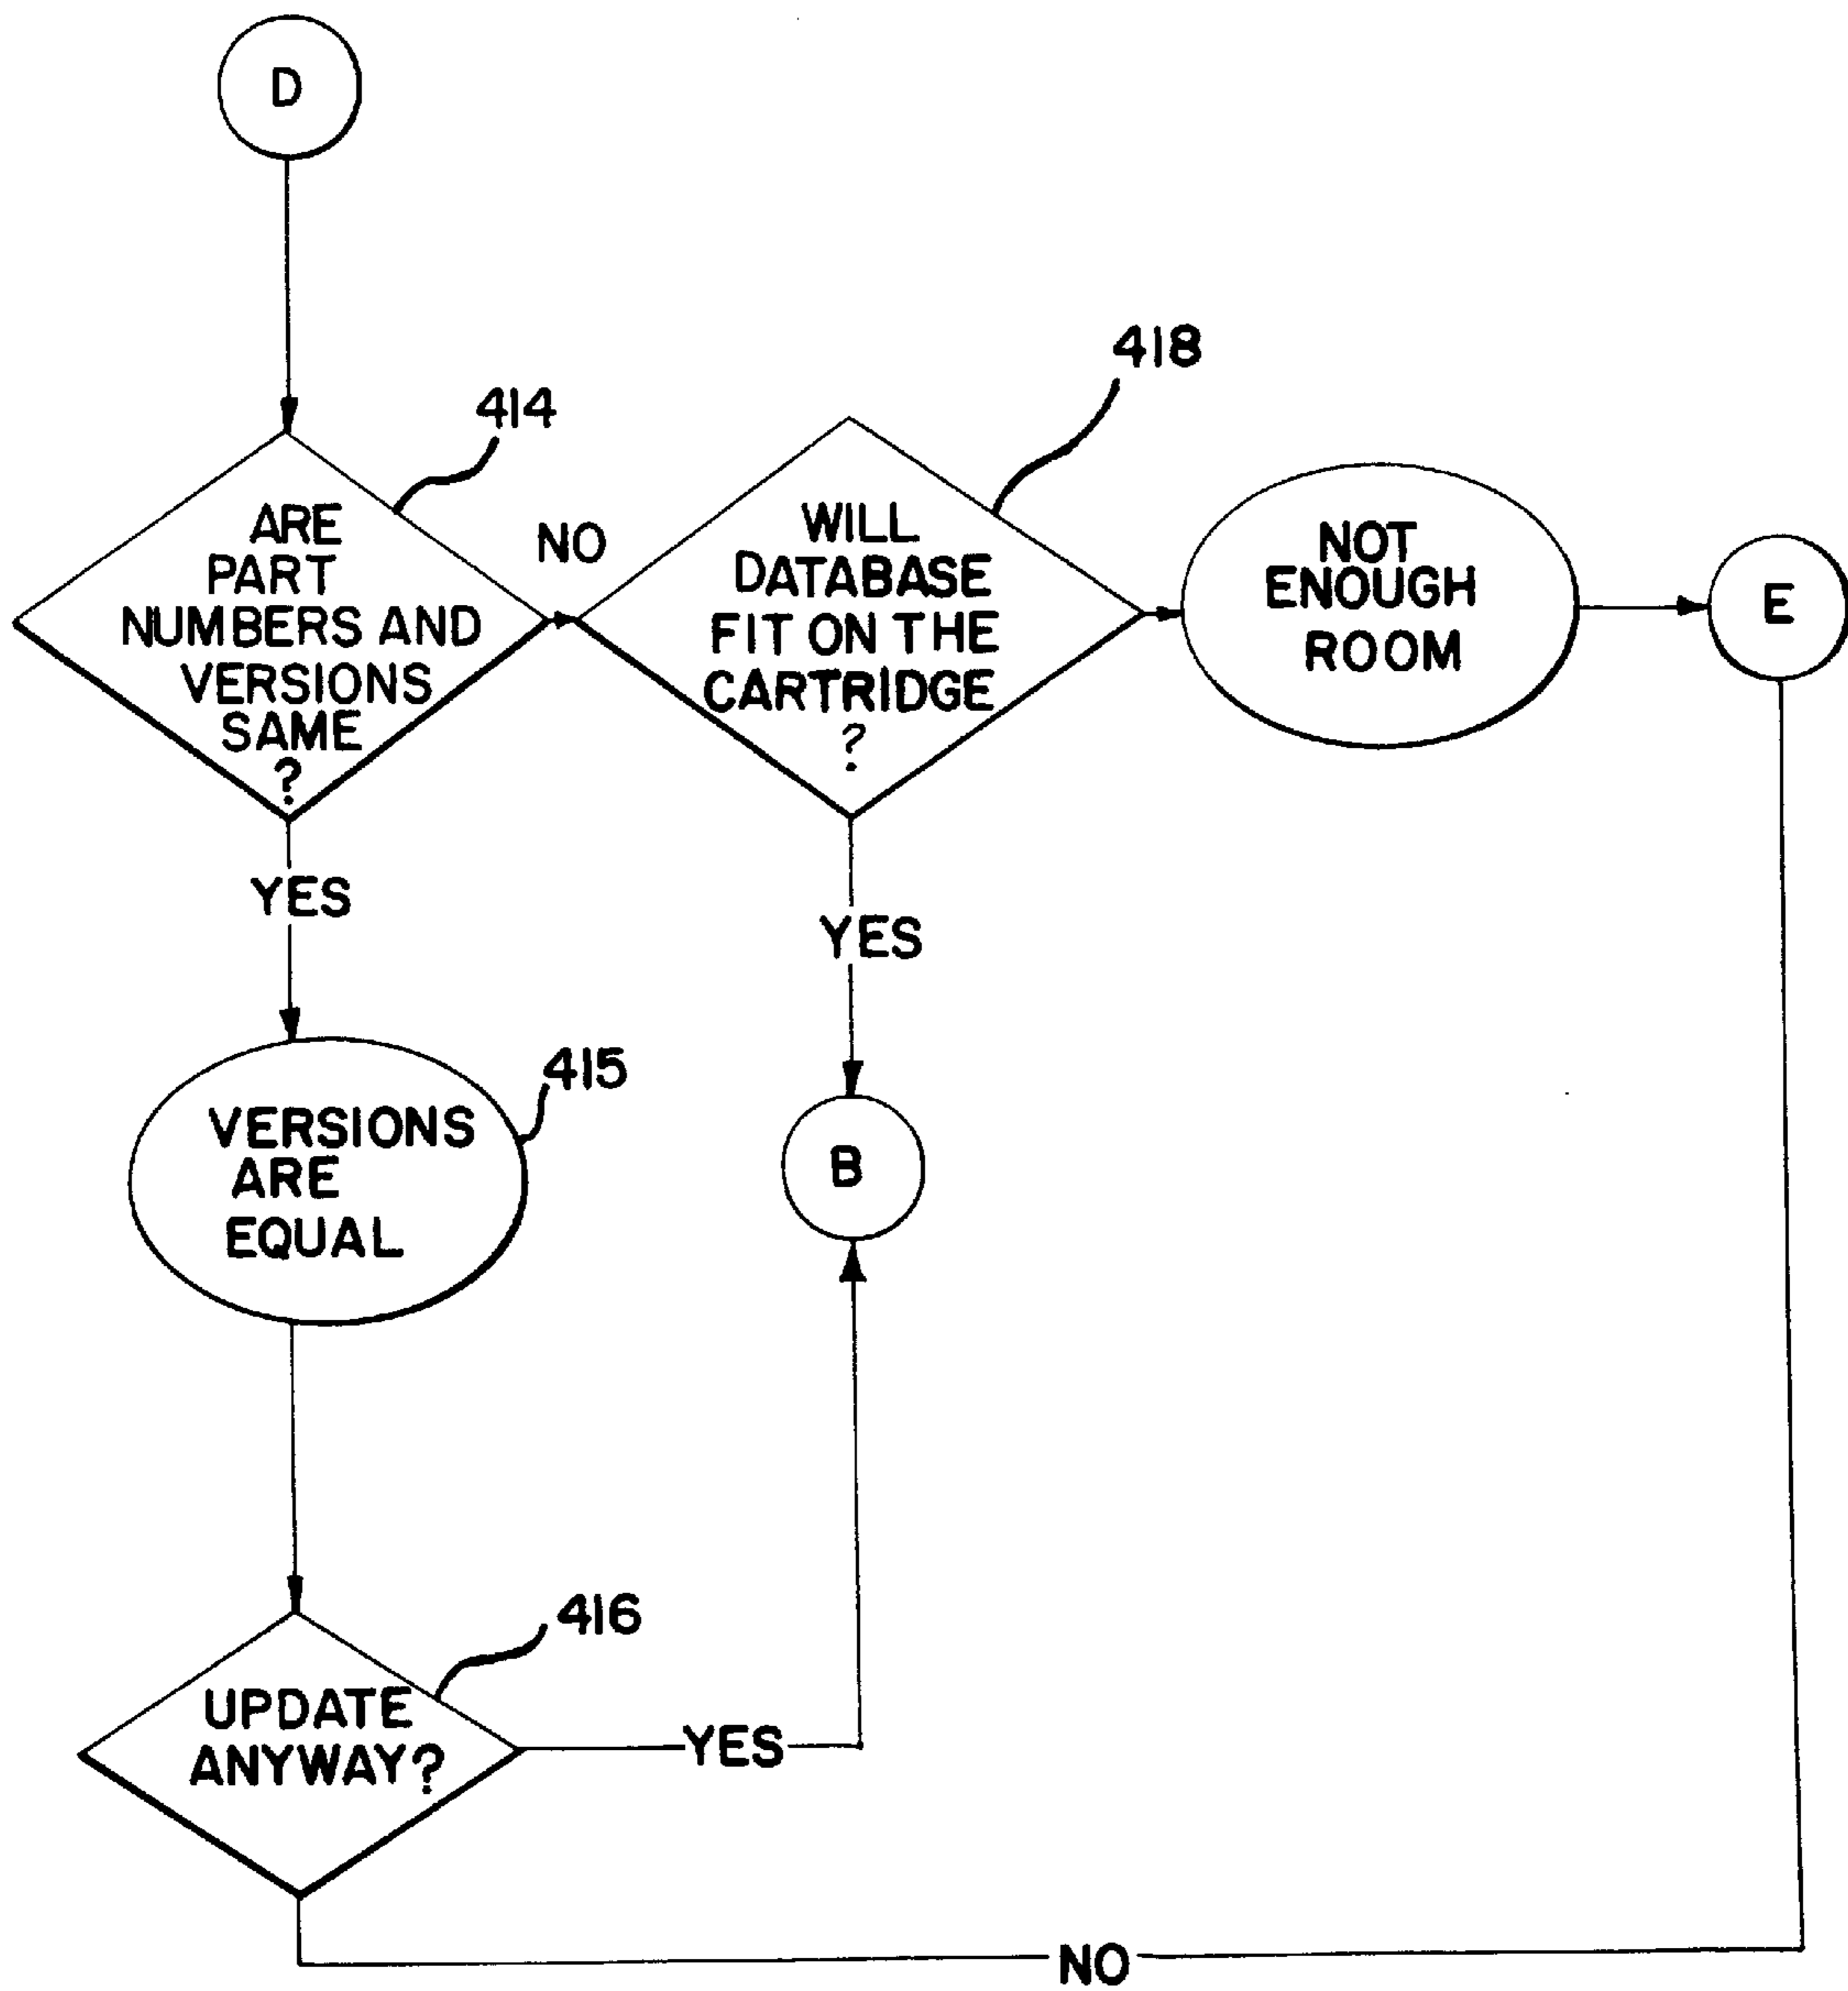 D
414
ARE
PART
NUMBERS AND
VERSIONS
SAME
?
NO
418
WILL
DATABASE
FIT ON THE
CARTRIDGE
?
NOT
ENOUGH
ROOM
E
YES
YES
415
VERSIONS
ARE
EQUAL
B
416
UPDATE
ANYWAY?
YES
NO